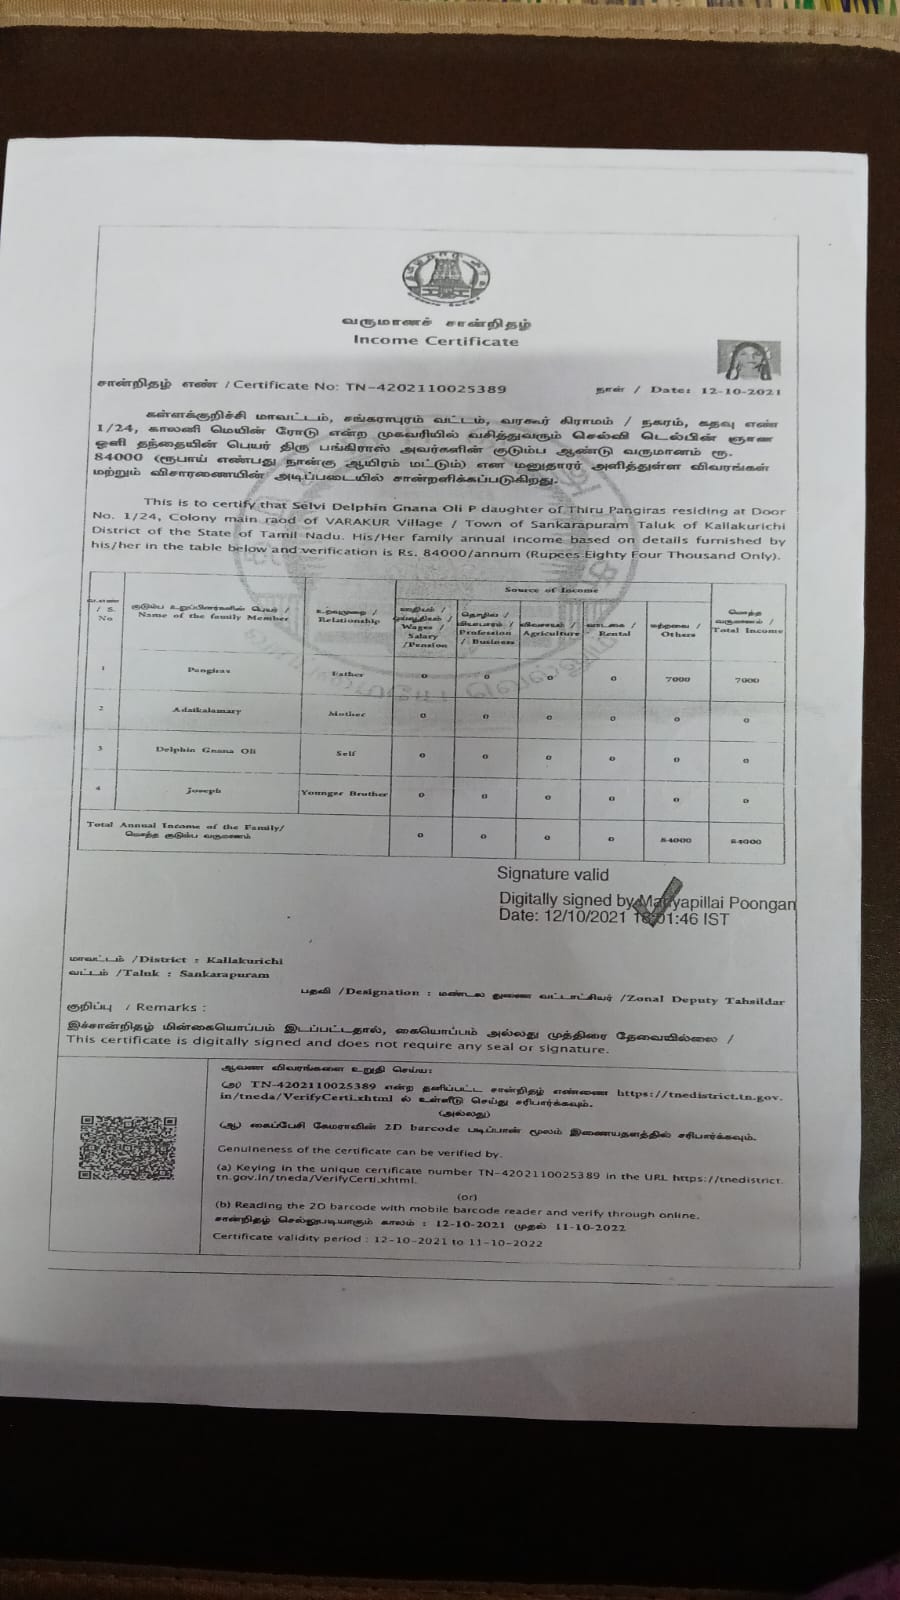 வருமானச் சான்றிதழ்
Income Certificate
சான்றிதழ் எண் / Certificate No: TN-4202110025389
நாள் / Date: 12-10-2021
கள்ளக்குறிச்சி மாவட்டம், சங்கராபுரம் வட்டம், வரகூர் கிராமம் / நகரம், கதவு எண்
1/24, காலனி மெயின் ரோடு என்ற முகவரியில் வசித்துவரும் செல்வி டெல்பின் ஞான
ஒளி தந்தையின் பெயர் திரு பங்கிராஸ் அவர்களின் குடும்ப ஆண்டு வருமானம் ரூ.
84000 (ரூபாய் எண்பது நான்கு ஆயிரம் மட்டும்) என மனுதாரர் அளித்துள்ள விவரங்கள்
மற்றும் விசாரணையின் அடிப்படையில் சான்றளிக்கப்படுகிறது.
This is to certify that Selvi Delphin Gnana Oli P daughter of Thiru Pangiras residing at Door
No. 1/24, Colony main raod of VARAKUR Village / Town of Sankarapuram Taluk of Kallakurichi
District of the State of Tamil Nadu. His/Her family annual income based on details furnished by
his/her in the table below and verification is Rs. 84000/annum (Rupees Eighty Four Thousand Only).
Source of Income
வ.எண் / S. No
குடும்ப உறுப்பினர்களின் பெயர் / Name of the family Member
உறவுமுறை / Relationship
Wages / Salary /Pension
தொழில் / வியாபாரம் / Profession / Business
விவசாயம் / Agriculture
வாடகை / Rental
மற்றவை / Others
மொத்த வருமானம் / Total Income
1 Pangiras Father 0 0 0 0 7000 7000
2 Adaikalamary Mother 0 0 0 0 0 0
3 Delphin Gnana Oli Self 0 0 0 0 0 0
4 Joseph Younger Brother 0 0 0 0 0 0
Total Annual Income of the Family/ 0 0 0 0 84000 84000
மொத்த குடும்ப வருமானம்
Signature valid
Digitally signed by Mariyapillai Poongan
Date: 12/10/2021 18:01:46 IST
மாவட்டம் /District : Kallakurichi
வட்டம் /Taluk : Sankarapuram
பதவி /Designation : மண்டல துணை வட்டாட்சியர் /Zonal Deputy Tahsildar
குறிப்பு / Remarks :
இச்சான்றிதழ் மின்கையொப்பம் இடப்பட்டதால், கையொப்பம் அல்லது முத்திரை தேவையில்லை /
This certificate is digitally signed and does not require any seal or signature.
ஆவண விவரங்களை உறுதி செய்ய:
(அ) TN-4202110025389 என்ற தனிப்பட்ட சான்றிதழ் எண்ணை https://tnedistrict.tn.gov.
in/tneda/VerifyCerti.xhtml ல் உள்ளீடு செய்து சரிபார்க்கவும்.
(அல்லது)
(ஆ) கைப்பேசி கேமராவின் 2D barcode படிப்பான் மூலம் இணையதளத்தில் சரிபார்க்கவும்.
Genuineness of the certificate can be verified by.
(a) Keying in the unique certificate number TN-4202110025389 in the URL https://tnedistrict.
tn.gov.in/tneda/VerifyCerti.xhtml.
(or)
(b) Reading the 2D barcode with mobile barcode reader and verify through online.
சான்றிதழ் செல்லுபடியாகும் காலம் : 12-10-2021 முதல் 11-10-2022
Certificate validity period : 12-10-2021 to 11-10-2022